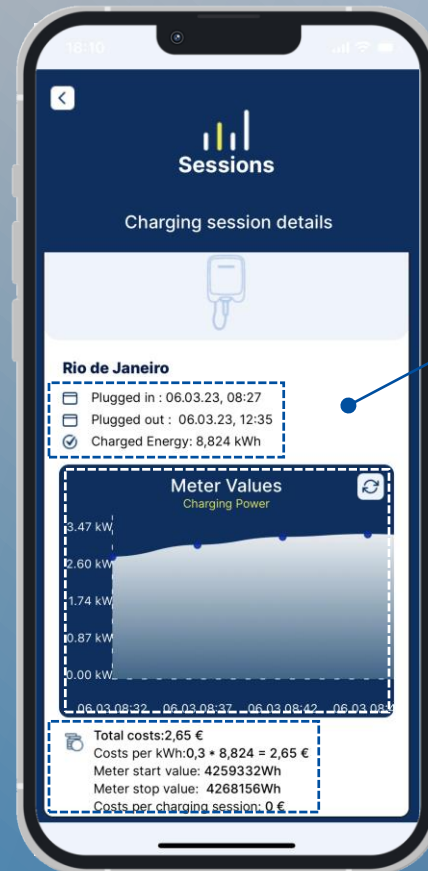 18:10
Sessions
Charging session details
Rio de Janeiro
Plugged in : 06.03.23, 08:27
Plugged out : 06.03.23, 12:35
Charged Energy: 8,824 kWh
Meter Values
Charging Power
3.47 kW
2.60 kW
1.74 kW
0.87 kW
0.00 kW
06.03 08:32 06.03 08:37 06.03 08:42 06.03
Total costs:2,65 €
Costs per kWh:0,3 * 8,824 = 2,65 €
Meter start value: 4259332Wh
Meter stop value: 4268156Wh
Costs per charging session: 0 €